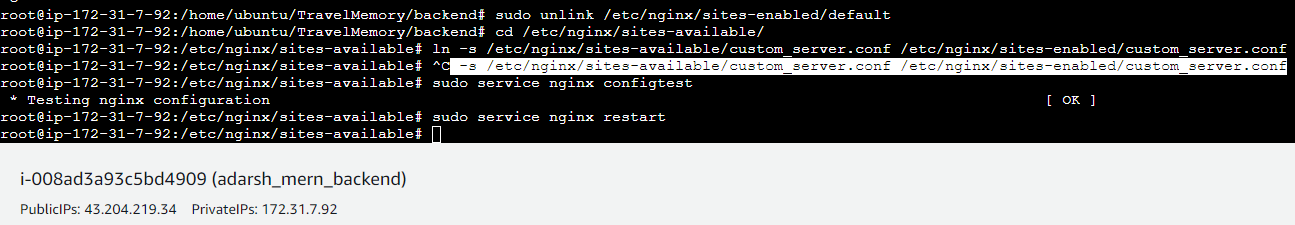 root@ip-172-31-7-92:/home/ubuntu/TravelMemory/backend# sudo unlink /etc/nginx/sites-enabled/default
root@ip-172-31-7-92:/home/ubuntu/TravelMemory/backend# cd /etc/nginx/sites-available/
root@ip-172-31-7-92:/etc/nginx/sites-available# ln -s /etc/nginx/sites-available/custom_server.conf /etc/nginx/sites-enabled/custom_server.conf
root@ip-172-31-7-92:/etc/nginx/sites-available# ^C -s /etc/nginx/sites-available/custom_server.conf /etc/nginx/sites-enabled/custom_server.conf
root@ip-172-31-7-92:/etc/nginx/sites-available# sudo service nginx configtest
* Testing nginx configuration [ OK ]
root@ip-172-31-7-92:/etc/nginx/sites-available# sudo service nginx restart
root@ip-172-31-7-92:/etc/nginx/sites-available#
i-008ad3a93c5bd4909 (adarsh_mern_backend)
PublicIPs: 43.204.219.34 PrivateIPs: 172.31.7.92